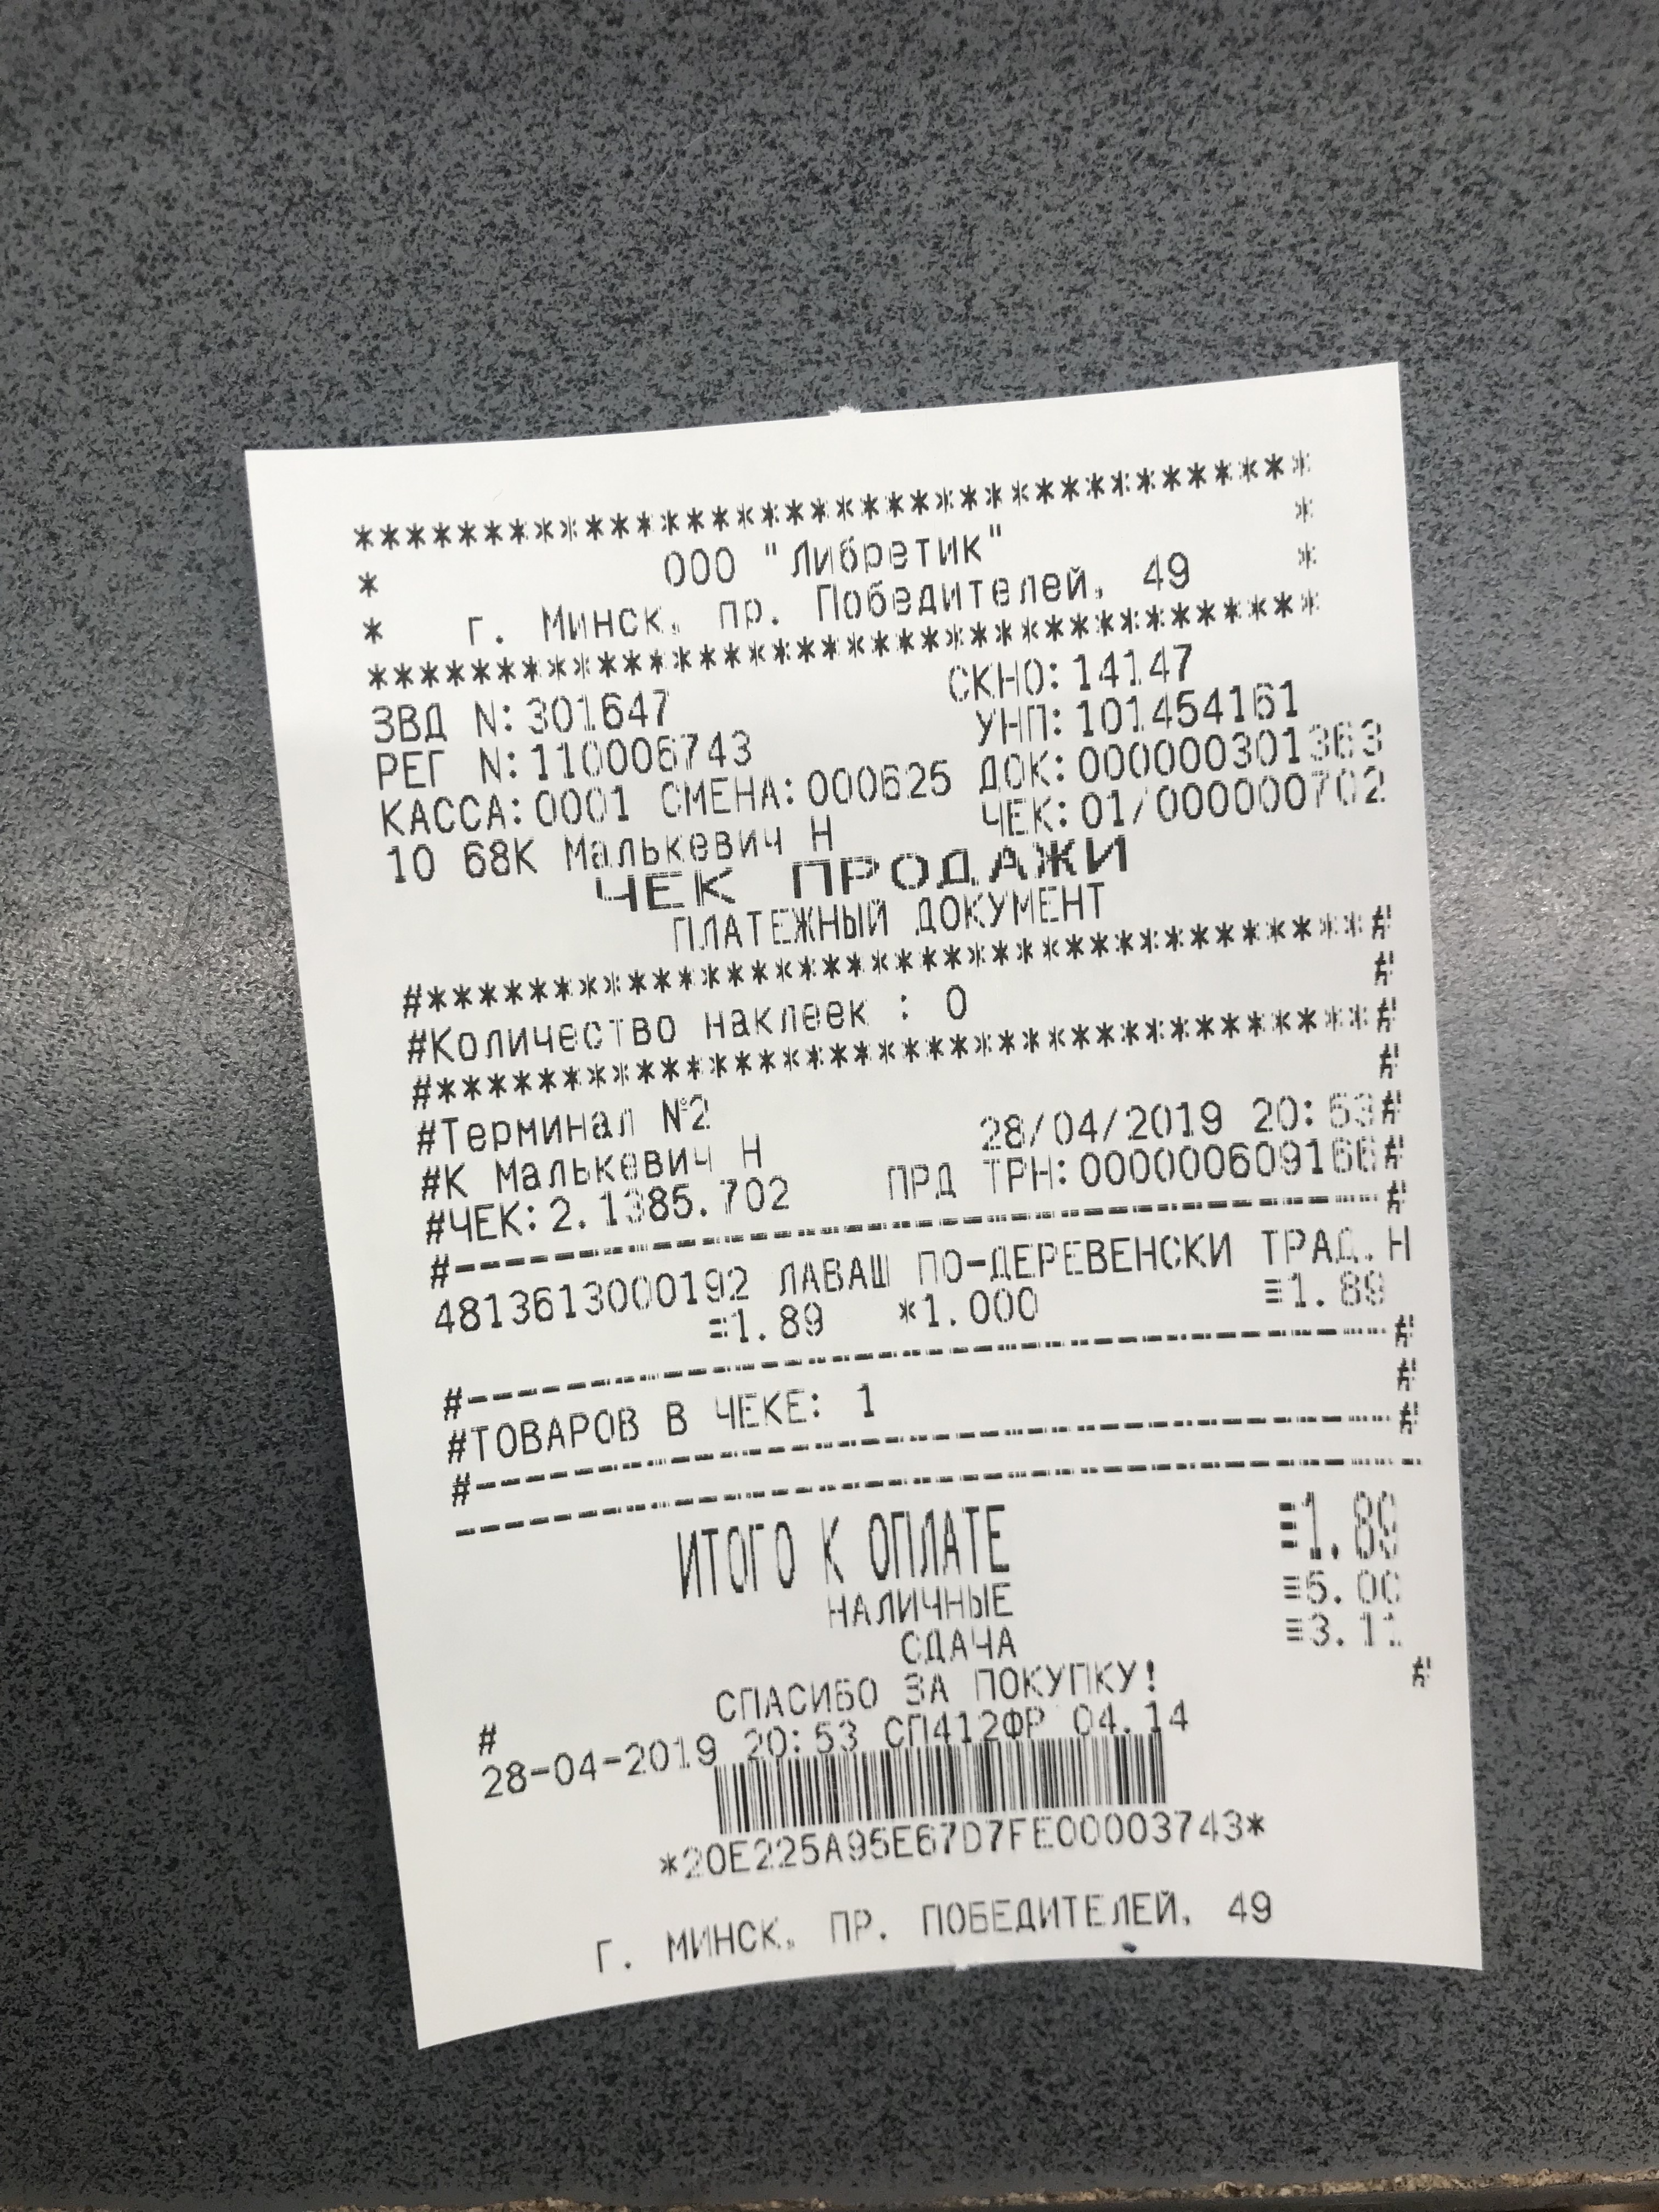 **************************************
* ООО "Либретик" *
* г. Минск, пр. Победителей, 49 *
**************************************
ЗВД N:301647 СКНО:14147
РЕГ N:110006743 УНП:101454161
КАССА:0001 СМЕНА:000625 ДОК:000000301363
10 68К Малькевич Н ЧЕК:01/000000702
ЧЕК ПРОДАЖИ
ПЛАТЕЖНЫЙ ДОКУМЕНТ
#**************************************#
#Количество наклеек : 0 #
#**************************************#
#Терминал №2 #
#К Малькевич Н 28/04/2019 20:53#
#ЧЕК:2.1385.702 ПРД ТРН:000000609166#
#--------------------------------------#
4813613000192 ЛАВАШ ПО-ДЕРЕВЕНСКИ ТРАД.Н
=1.89 *1.000 ≡1.89
#--------------------------------------#
#ТОВАРОВ В ЧЕКЕ: 1 #
#--------------------------------------#
----------------------------------------
ИТОГО К ОПЛАТЕ ≡1.89
НАЛИЧНЫЕ ≡5.00
СДАЧА ≡3.11
СПАСИБО ЗА ПОКУПКУ!
# #
28-04-2019 20:53 СП412ФР 04.14
*20E225A95E67D7FE00003743*
Г. МИНСК, ПР. ПОБЕДИТЕЛЕЙ, 49